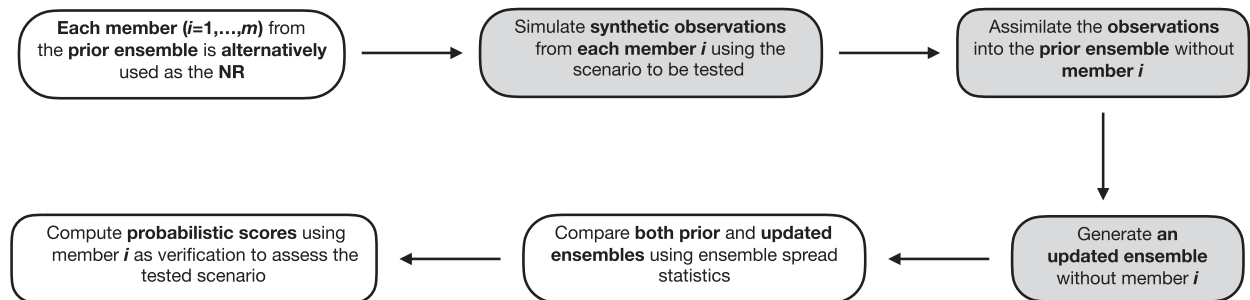 Each member (i=1,…,m) from
the prior ensemble is alternatively
used as the NR
Simulate synthetic observations
from each member i using the
scenario to be tested
Assimilate the observations
into the prior ensemble without
member i
Generate an
updated ensemble
without member i
Compare both prior and updated
ensembles using ensemble spread
statistics
Compute probabilistic scores using
member i as verification to assess the
tested scenario